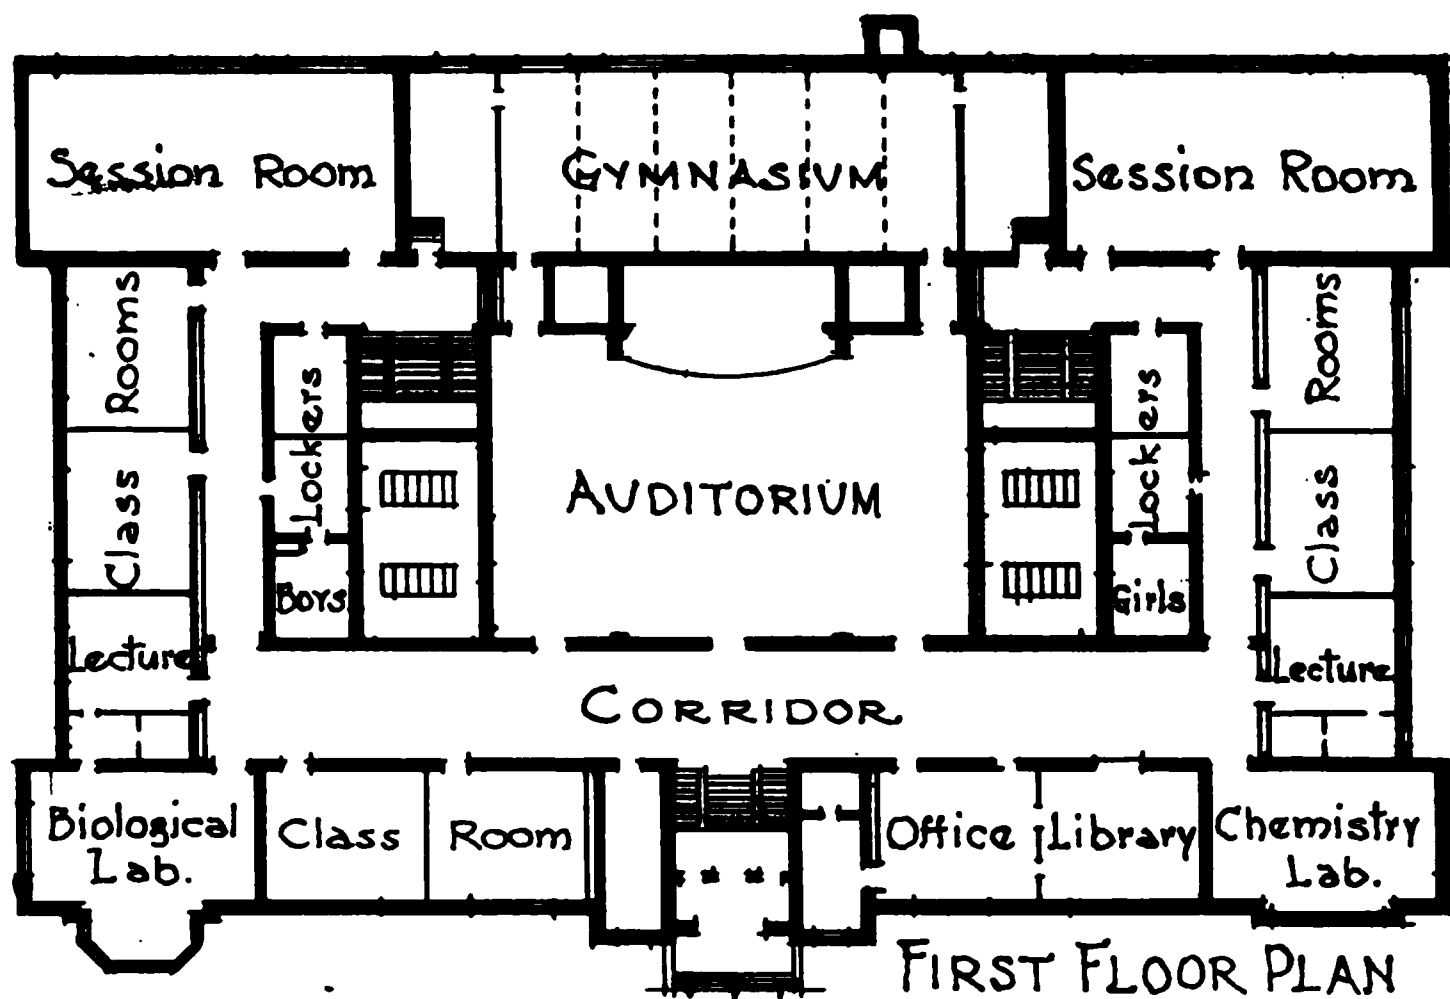 Session Room
GYMNASIUM
Session Room
Class Rooms
Lockers
AUDITORIUM
Lockers
Class Rooms
Boys
Girls
Lecture
Lecture
CORRIDOR
Biological
Lab.
Class Room
Office
Library
Chemistry
Lab.
FIRST FLOOR PLAN